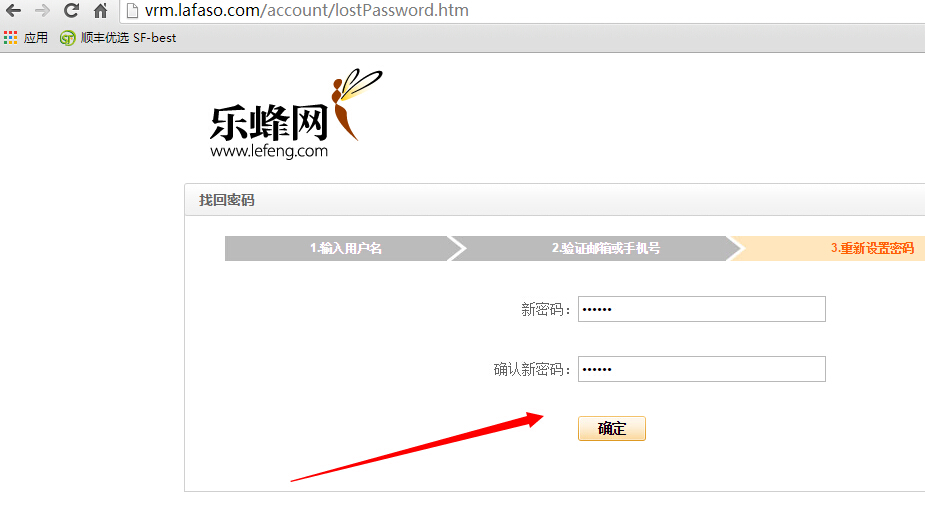 vrm.lafaso.com/account/lostPassword.htm
应用 顺丰优选 SF-best
乐蜂网
www.lefeng.com
找回密码
1.输入用户名 2.验证邮箱或手机号 3.重新设置密码
新密码：
确认新密码：
确定